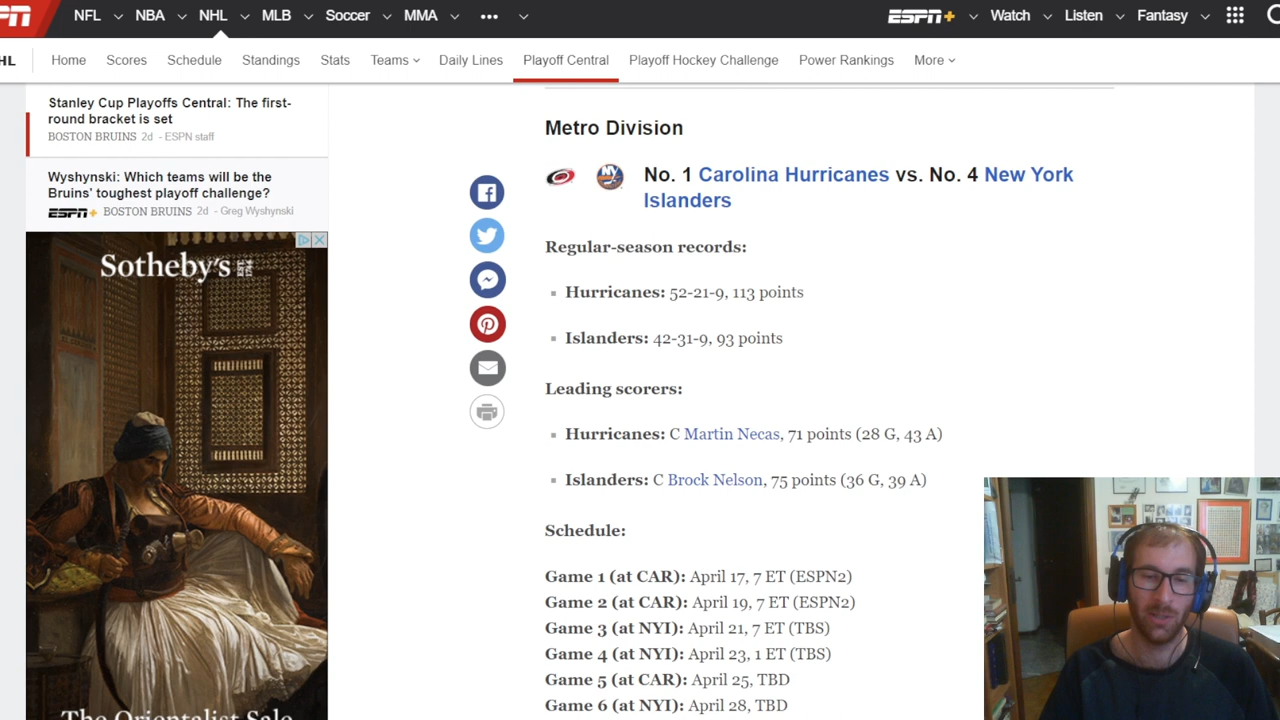 NFL NBA NHL MLB Soccer MMA ••• ESPN+ Watch Listen Fantasy
Home Scores Schedule Standings Stats Teams Daily Lines Playoff Central Playoff Hockey Challenge Power Rankings More
Stanley Cup Playoffs Central: The first-
round bracket is set
BOSTON BRUINS 2d - ESPN staff
Wyshynski: Which teams will be the
Bruins' toughest playoff challenge?
ESPN+ BOSTON BRUINS 2d - Greg Wyshynski
Sotheby's
The Orientalist Sale
Metro Division
No. 1 Carolina Hurricanes vs. No. 4 New York
Islanders
Regular-season records:
Hurricanes: 52-21-9, 113 points
Islanders: 42-31-9, 93 points
Leading scorers:
Hurricanes: C Martin Necas, 71 points (28 G, 43 A)
Islanders: C Brock Nelson, 75 points (36 G, 39 A)
Schedule:
Game 1 (at CAR): April 17, 7 ET (ESPN2)
Game 2 (at CAR): April 19, 7 ET (ESPN2)
Game 3 (at NYI): April 21, 7 ET (TBS)
Game 4 (at NYI): April 23, 1 ET (TBS)
Game 5 (at CAR): April 25, TBD
Game 6 (at NYI): April 28, TBD